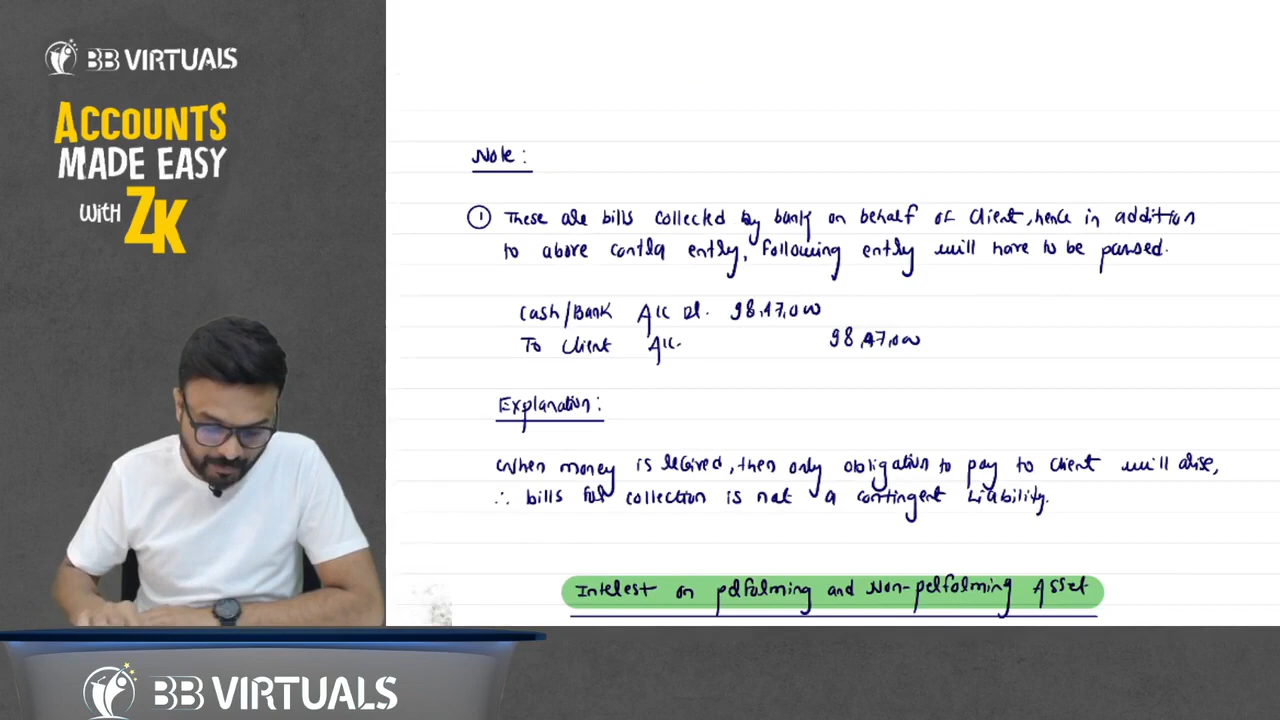 BB VIRTUALS
ACCOUNTS
MADE EASY
WITH ZK
Note:
① These are bills collected by bank on behalf of client, hence in addition
to above contra entry, following entry will have to be passed.
Cash/Bank A/c Dr. 98,47,000
To Client A/c. 98,47,000
Explanation:
When money is received, then only obligation to pay to client will arise,
∴ bills for collection is not a contingent liability.
Interest on performing and Non-performing Asset
BB VIRTUALS